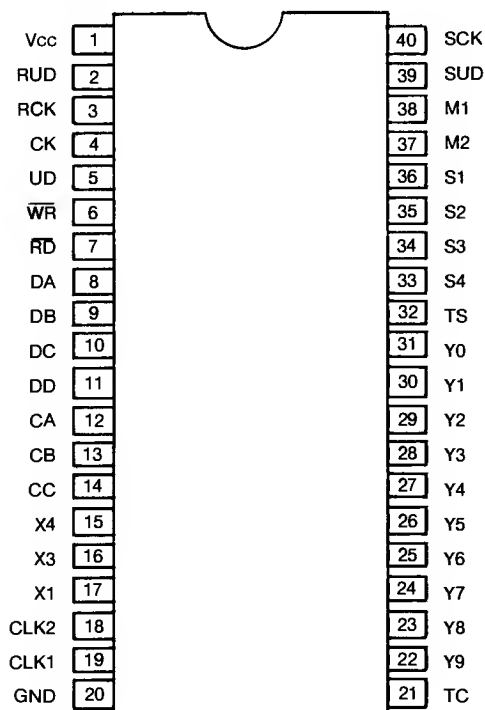 Vcc 1 40 SCK
RUD 2 39 SUD
RCK 3 38 M1
CK 4 37 M2
UD 5 36 S1
W̅R̅ 6 35 S2
R̅D̅ 7 34 S3
DA 8 33 S4
DB 9 32 TS
DC 10 31 Y0
DD 11 30 Y1
CA 12 29 Y2
CB 13 28 Y3
CC 14 27 Y4
X4 15 26 Y5
X3 16 25 Y6
X1 17 24 Y7
CLK2 18 23 Y8
CLK1 19 22 Y9
GND 20 21 TC